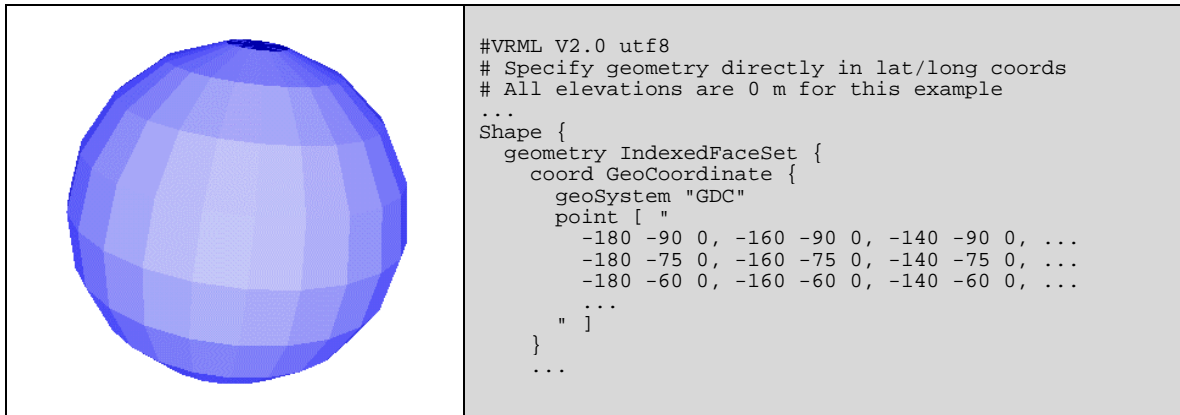 #VRML V2.0 utf8
# Specify geometry directly in lat/long coords
# All elevations are 0 m for this example
...
Shape {
  geometry IndexedFaceSet {
    coord GeoCoordinate {
      geoSystem "GDC"
      point [ "
        -180 -90 0, -160 -90 0, -140 -90 0, ...
        -180 -75 0, -160 -75 0, -140 -75 0, ...
        -180 -60 0, -160 -60 0, -140 -60 0, ...
        ...
      " ]
    }
    ...